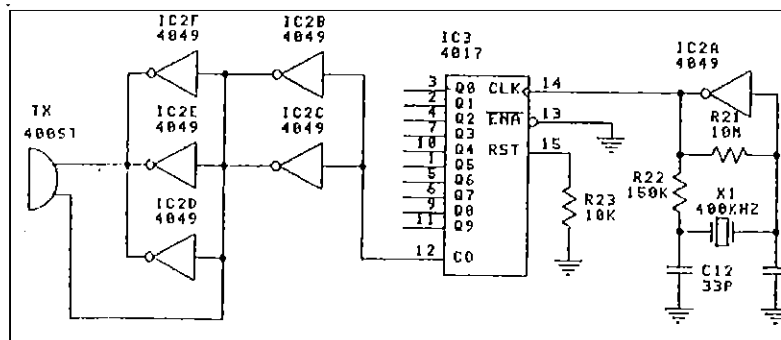 IC2F
4049
IC2B
4049
IC3
4017
IC2A
4049
TX
400ST
IC2E
4049
IC2C
4049
IC2D
4049
3 Q0 CLK 14
2 Q1
4 Q2 ENA 13
7 Q3
10 Q4 RST 15
1 Q5
5 Q6
6 Q7
9 Q8
11 Q9
12 CO
R21
10M
R22
150K
X1
400KHZ
R23
10K
C12
33P